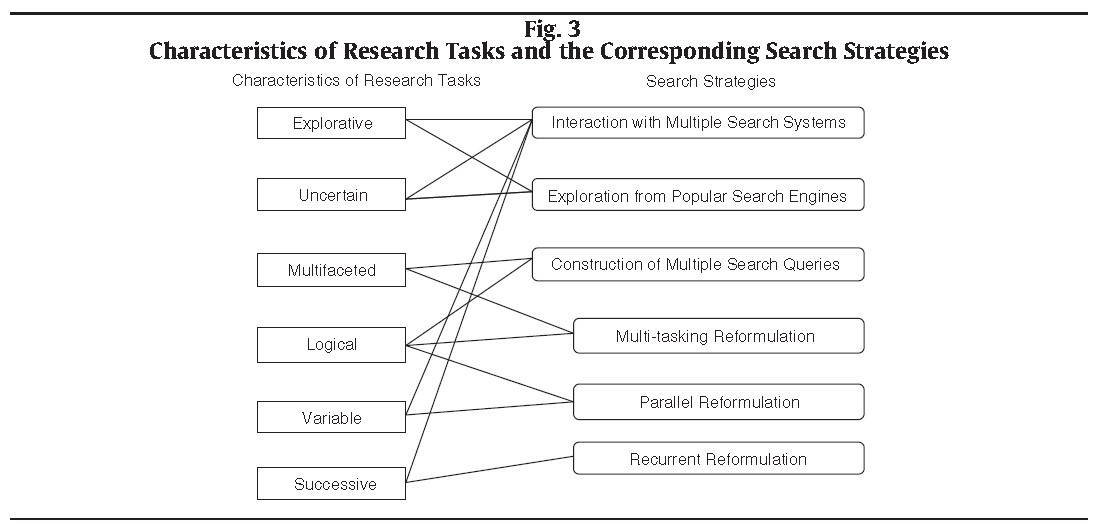 Fig. 3
Characteristics of Research Tasks and the Corresponding Search Strategies
Characteristics of Research Tasks
Search Strategies
Explorative
Interaction with Multiple Search Systems
Uncertain
Exploration from Popular Search Engines
Multifaceted
Construction of Multiple Search Queries
Logical
Multi-tasking Reformulation
Variable
Parallel Reformulation
Successive
Recurrent Reformulation